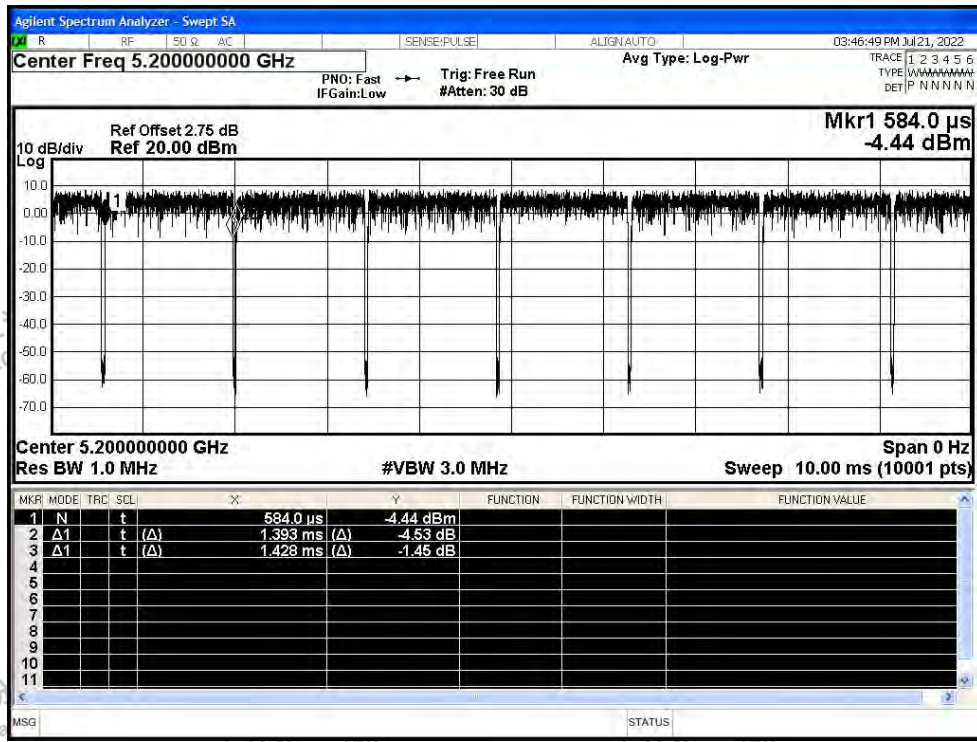 Agilent Spectrum Analyzer - Swept SA
LXI R RF 50 Ω AC SENSE:PULSE ALIGN AUTO 03:46:49 PM Jul 21, 2022
Center Freq 5.200000000 GHz Avg Type: Log-Pwr TRACE 1 2 3 4 5 6
PNO: Fast Trig: Free Run TYPE WWWWWW
IFGain:Low #Atten: 30 dB DET P N N N N N
Mkr1 584.0 µs
Ref Offset 2.75 dB
10 dB/div Ref 20.00 dBm -4.44 dBm
Log
10.0
1
0.00
-10.0
-20.0
-30.0
-40.0
-50.0
-60.0
-70.0
Center 5.200000000 GHz Span 0 Hz
Res BW 1.0 MHz #VBW 3.0 MHz Sweep 10.00 ms (10001 pts)
MKR MODE TRC SCL X Y FUNCTION FUNCTION WIDTH FUNCTION VALUE
1 N t 584.0 µs -4.44 dBm
2 Δ1 t (Δ) 1.393 ms (Δ) -4.53 dB
3 Δ1 t (Δ) 1.428 ms (Δ) -1.45 dB
4
5
6
7
8
9
10
11
MSG STATUS